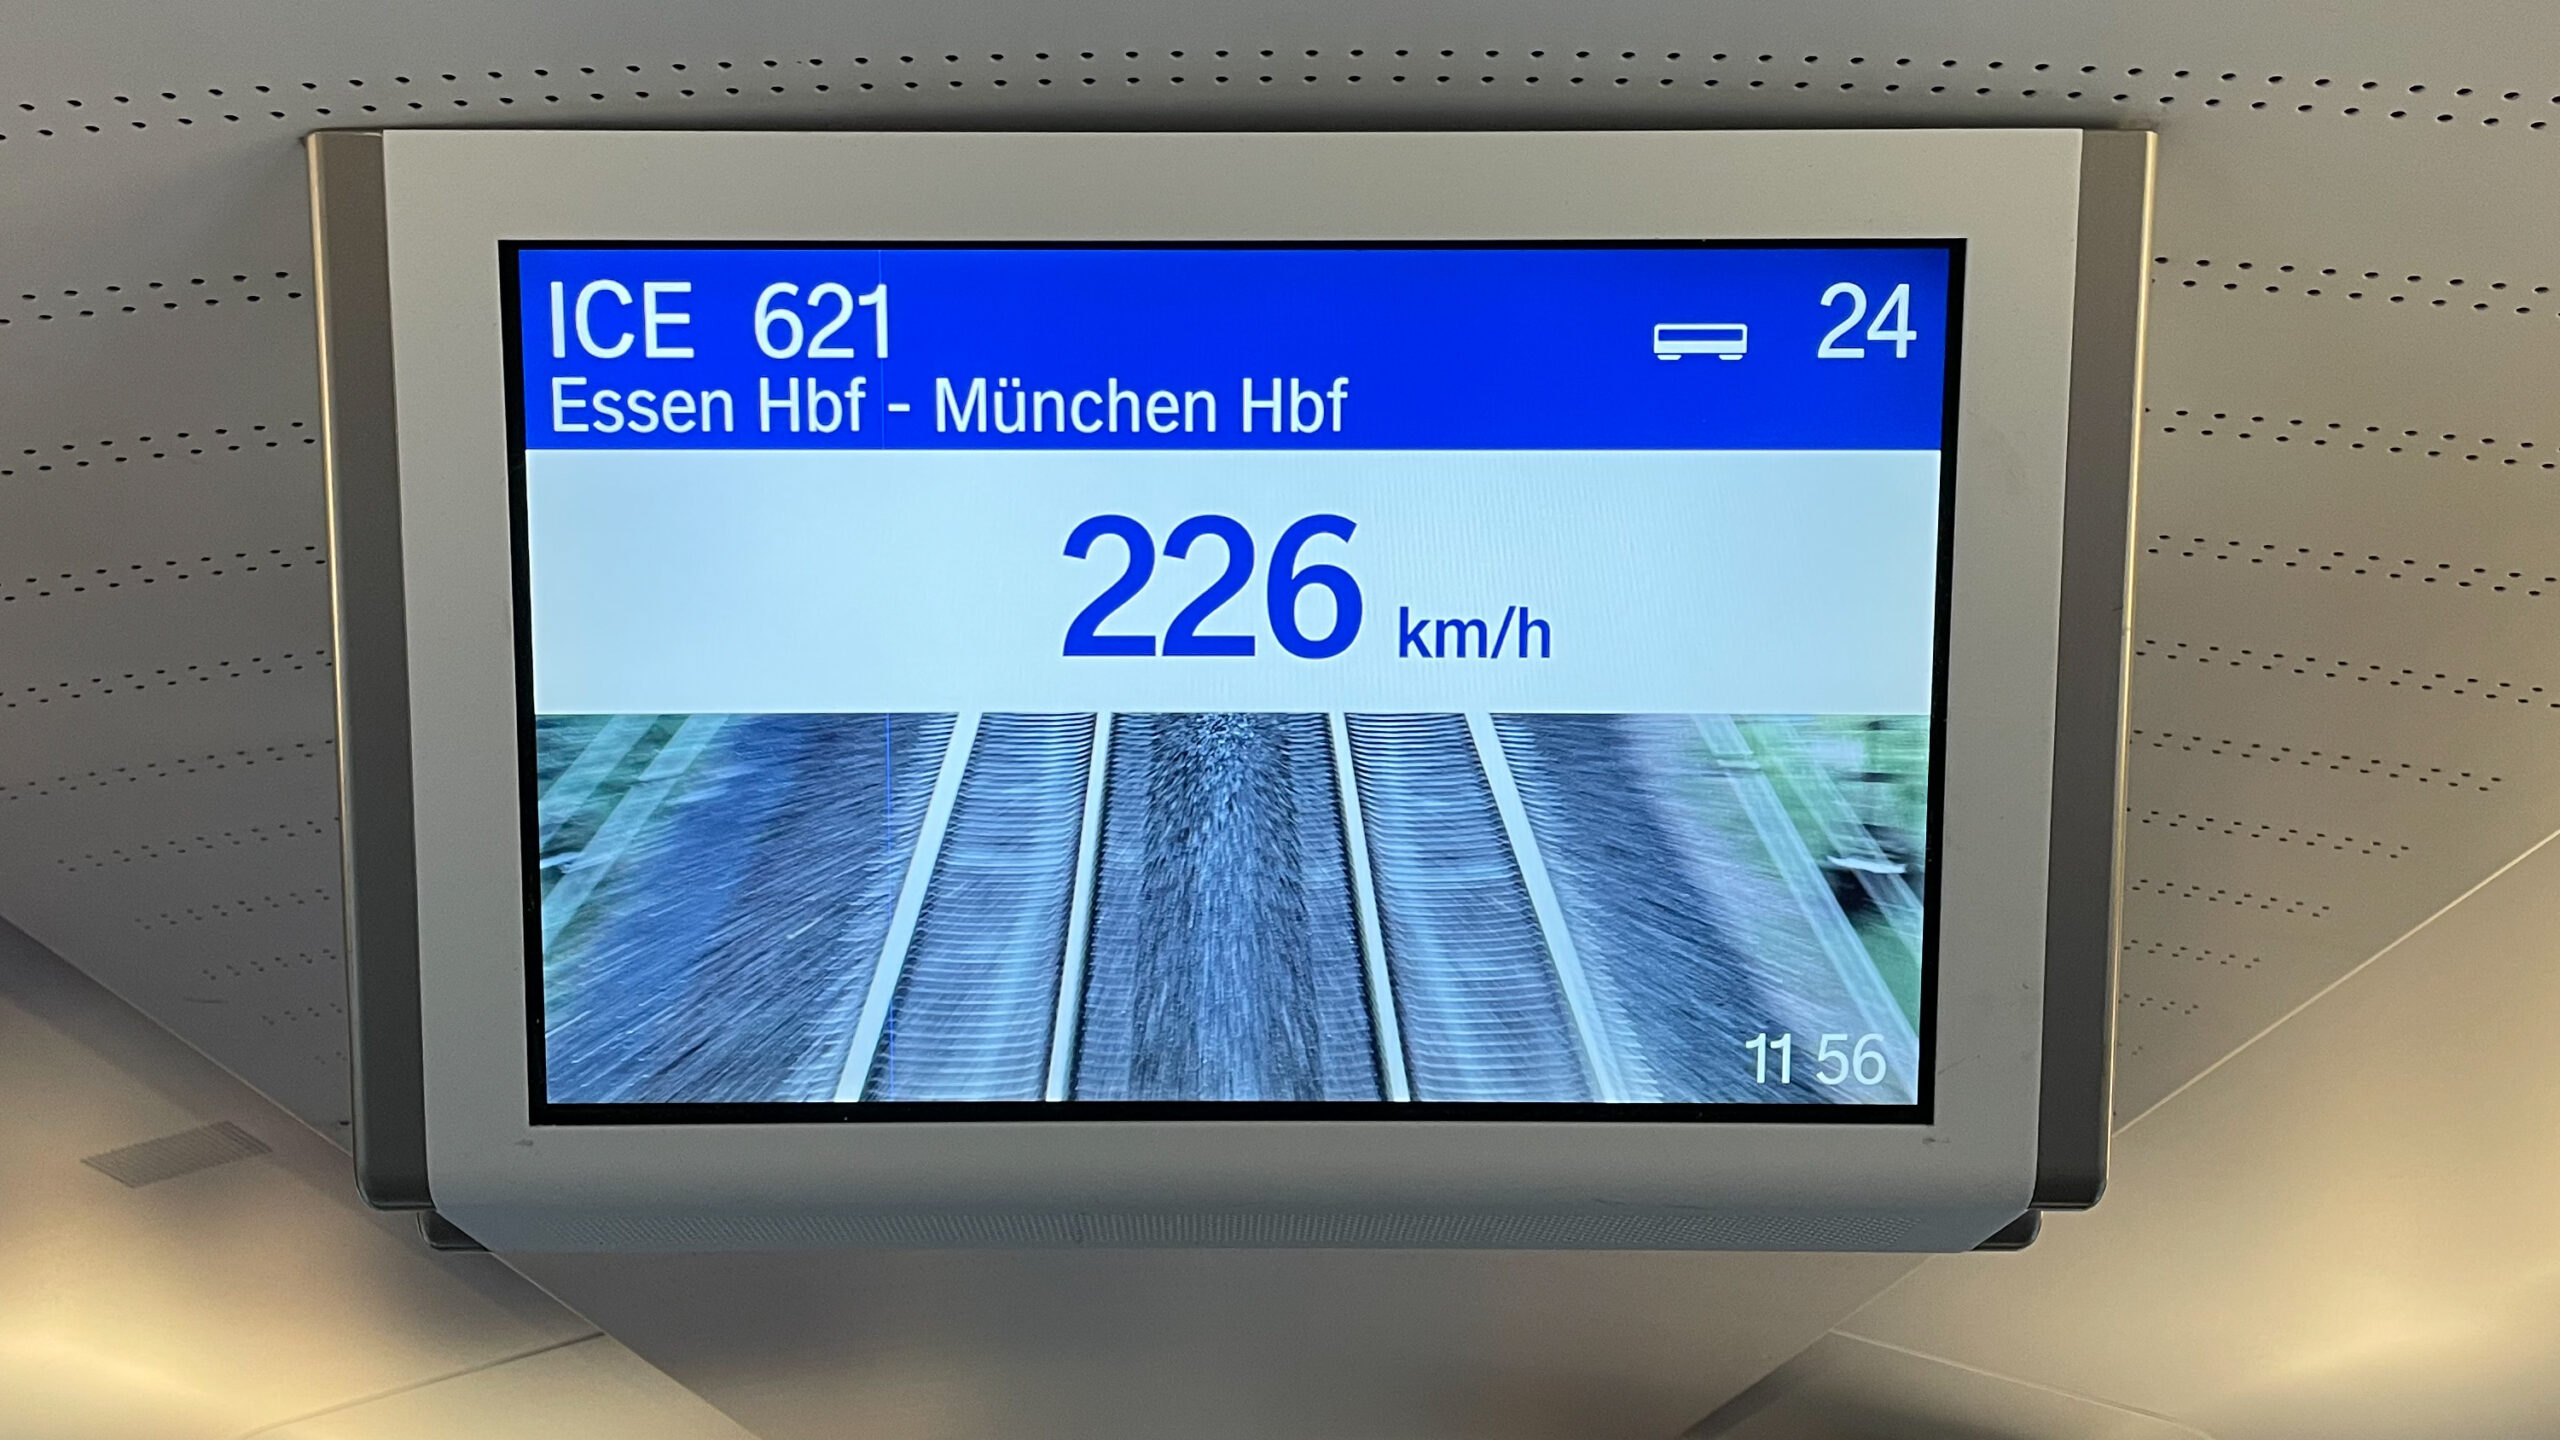 ICE 621
24
Essen Hbf - München Hbf
226 km/h
11 56